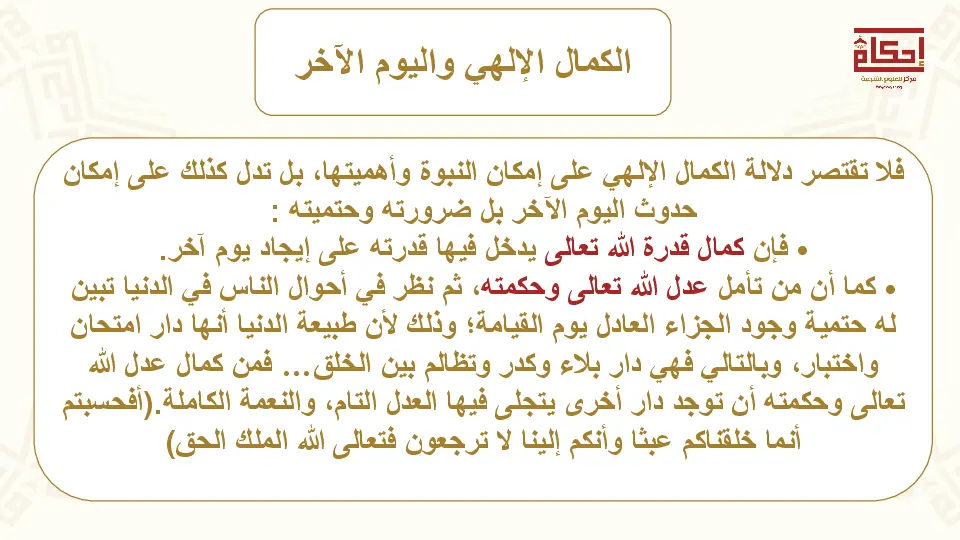 إحكام
مركز للعلوم الشرعية
الكمال الإلهي واليوم الآخر
فلا تقتصر دلالة الكمال الإلهي على إمكان النبوة وأهميتها، بل تدل كذلك على إمكان
حدوث اليوم الآخر بل ضرورته وحتميته :
• فإن كمال قدرة الله تعالى يدخل فيها قدرته على إيجاد يوم آخر.
• كما أن من تأمل عدل الله تعالى وحكمته، ثم نظر في أحوال الناس في الدنيا تبين
له حتمية وجود الجزاء العادل يوم القيامة؛ وذلك لأن طبيعة الدنيا أنها دار امتحان
واختبار، وبالتالي فهي دار بلاء وكدر وتظالم بين الخلق... فمن كمال عدل الله
تعالى وحكمته أن توجد دار أخرى يتجلى فيها العدل التام، والنعمة الكاملة.(أفحسبتم
أنما خلقناكم عبثا وأنكم إلينا لا ترجعون فتعالى الله الملك الحق)